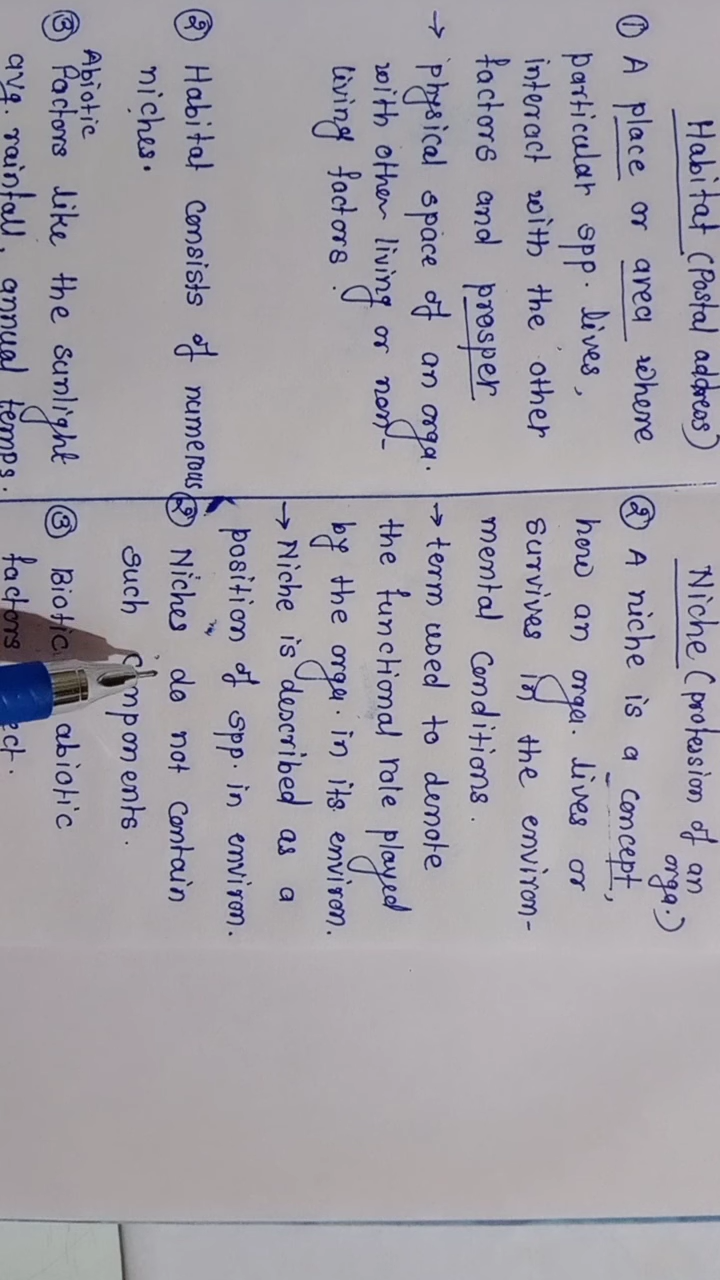 Habitat (Postal address)
① A place or area where
particular spp. lives,
interact with the other
factors and prosper
→ Physical space of an orga.
with other living or non-
living factors.
② Habitat consists of numerous
niches.
Abiotic
③ Factors like the sunlight
avg. rainfall, annual temps.
Niche (profession of an
orga.)
② A niche is a concept,
how an orga. lives or
survives in the environ-
mental conditions.
→ term used to denote
the functional role played
by the orga. in its environ.
→ Niche is described as a
position of spp. in environ.
② Niches do not contain
such components.
③ Biotic abiotic
factors